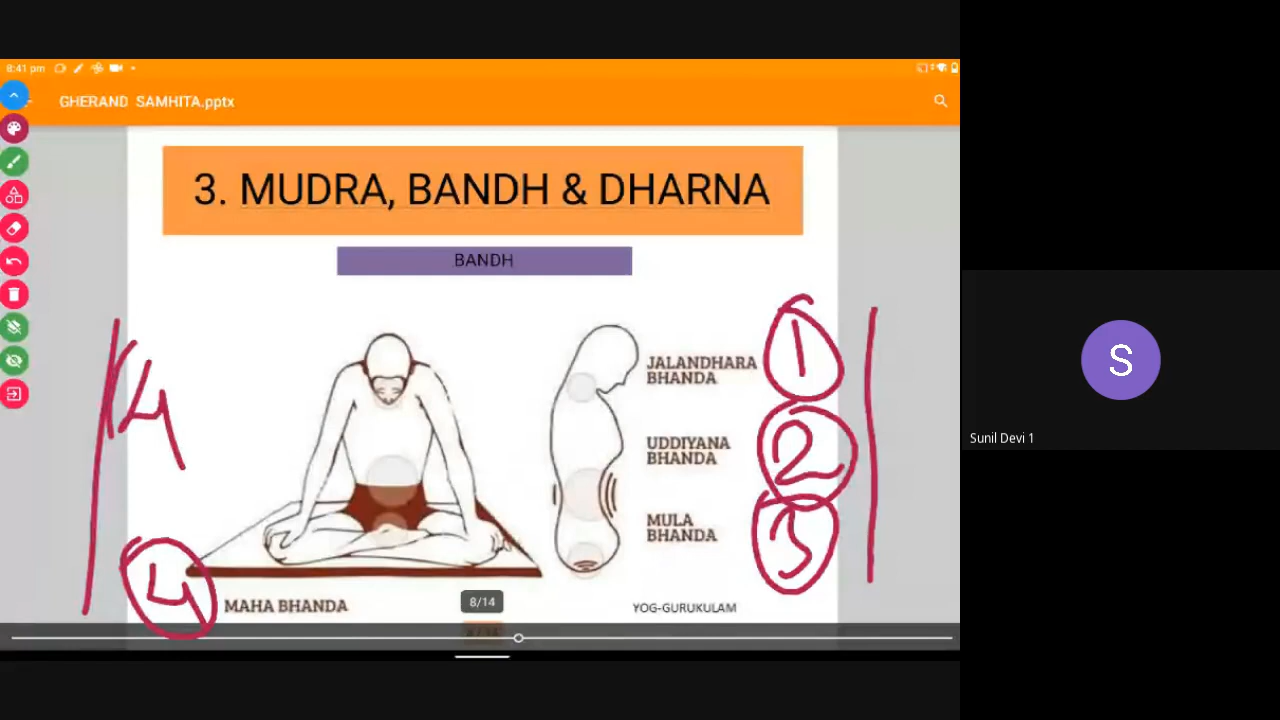 8:41 pm
GHERAND SAMHITA.pptx
3. MUDRA, BANDH & DHARNA
BANDH
JALANDHARA
BHANDA
1
UDDIYANA
BHANDA
2
MULA
BHANDA
3
4
MAHA BHANDA
8/14
YOG-GURUKULAM
S
Sunil Devi 1